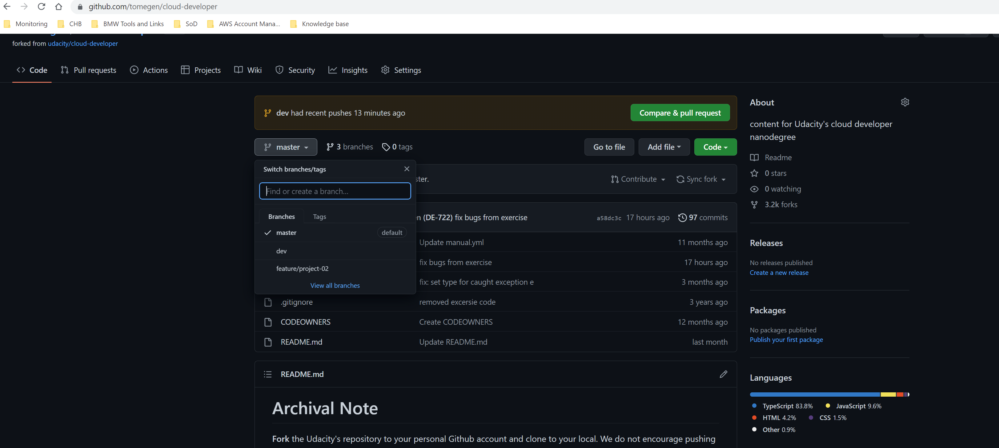 github.com/tomegen/cloud-developer
Monitoring CHB BMW Tools and Links SoD AWS Account Mana... Knowledge base
forked from udacity/cloud-developer
Code Pull requests Actions Projects Wiki Security Insights Settings
dev had recent pushes 13 minutes ago Compare & pull request
master 3 branches 0 tags Go to file Add file Code
Switch branches/tags
ster. Contribute Sync fork
Find or create a branch...
n (DE-722) fix bugs from exercise a58dc3c 17 hours ago 97 commits
Branches Tags
master default
dev
feature/project-02
View all branches
Update manual.yml 11 months ago
fix bugs from exercise 17 hours ago
fix: set type for caught exception e 3 months ago
.gitignore removed excersie code 3 years ago
CODEOWNERS Create CODEOWNERS 12 months ago
README.md Update README.md last month
README.md
Archival Note
Fork the Udacity's repository to your personal Github account and clone to your local. We do not encourage pushing
About
content for Udacity's cloud developer
nanodegree
Readme
0 stars
0 watching
3.2k forks
Releases
No releases published
Create a new release
Packages
No packages published
Publish your first package
Languages
TypeScript 83.8% JavaScript 9.6%
HTML 4.2% CSS 1.5%
Other 0.9%